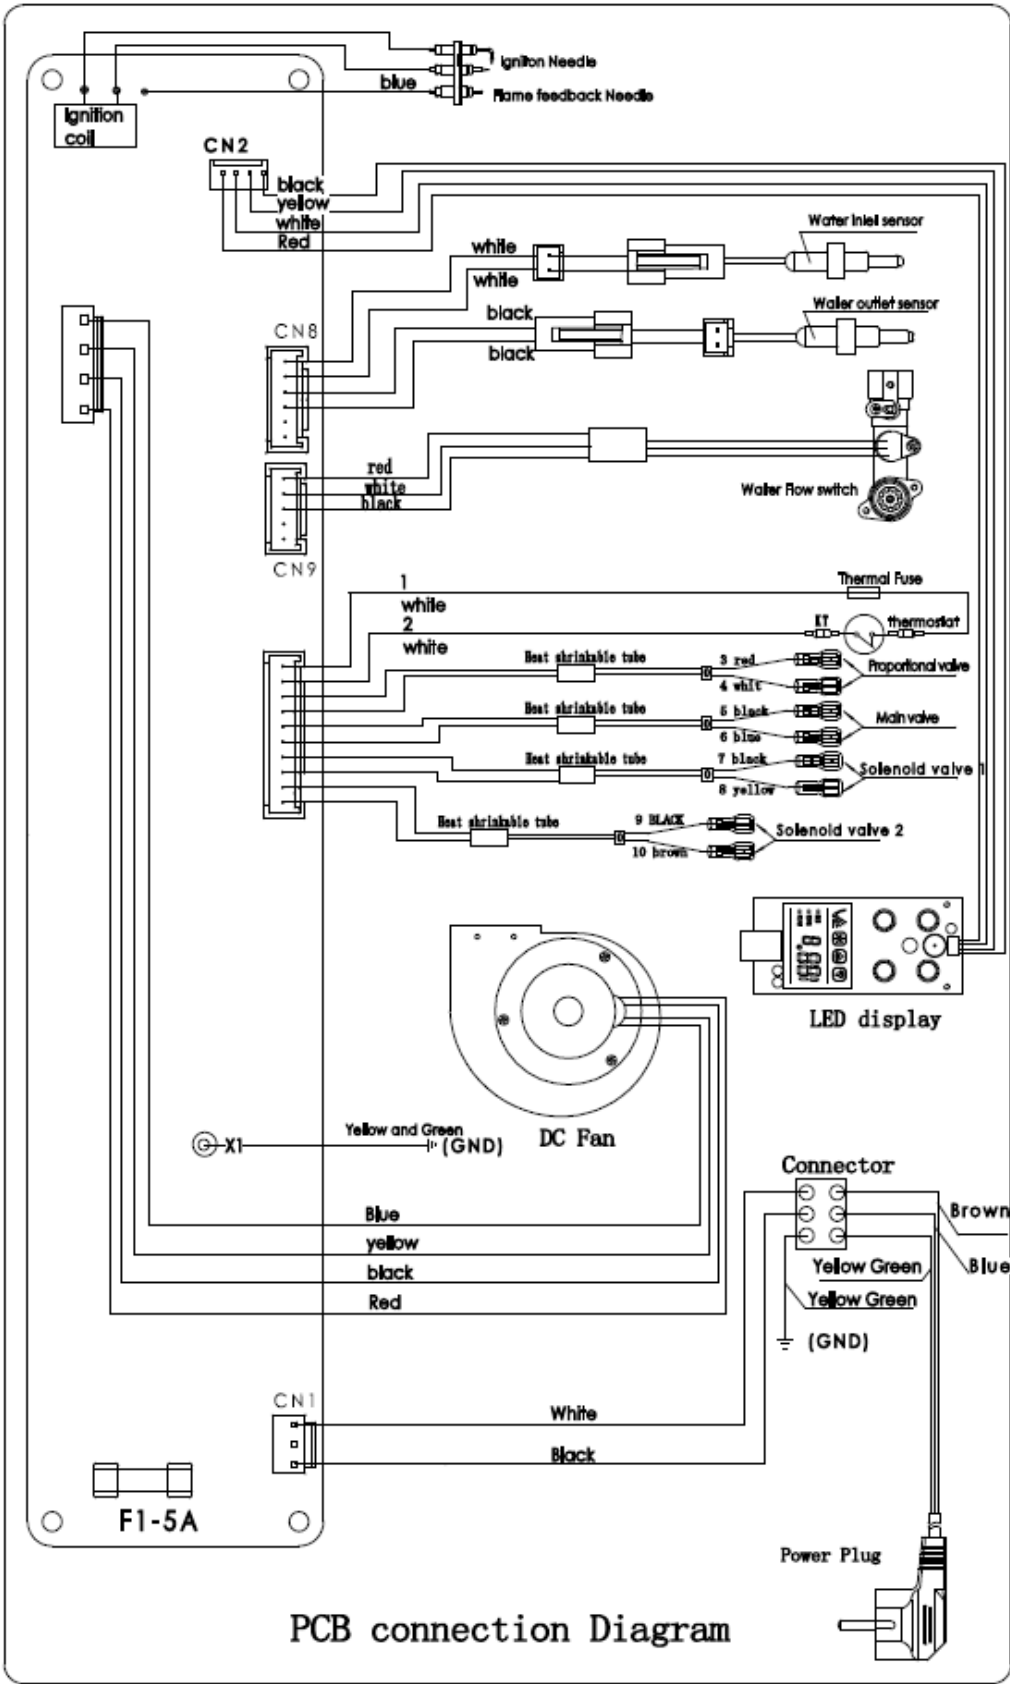 Ignition Needle
blue
Flame feedback Needle
Ignition
coil
CN2
black
yellow
white
Red
Water inlet sensor
white
white
Water outlet sensor
black
black
CN8
red
white
black
Water Flow switch
CN9
1
white
Thermal Fuse
2
white
KT
thermostat
Heat shrinkable tube
3 red
4 whit
Proportional valve
Heat shrinkable tube
5 black
6 blue
Main valve
Heat shrinkable tube
7 black
8 yellow
Solenoid valve 1
Heat shrinkable tube
9 BLACK
10 brown
Solenoid valve 2
LED display
DC Fan
X1
Yellow and Green
(GND)
Connector
Brown
Blue
Blue
yellow
black
Red
Yellow Green
Yellow Green
(GND)
CN1
White
Black
F1-5A
Power Plug
PCB connection Diagram